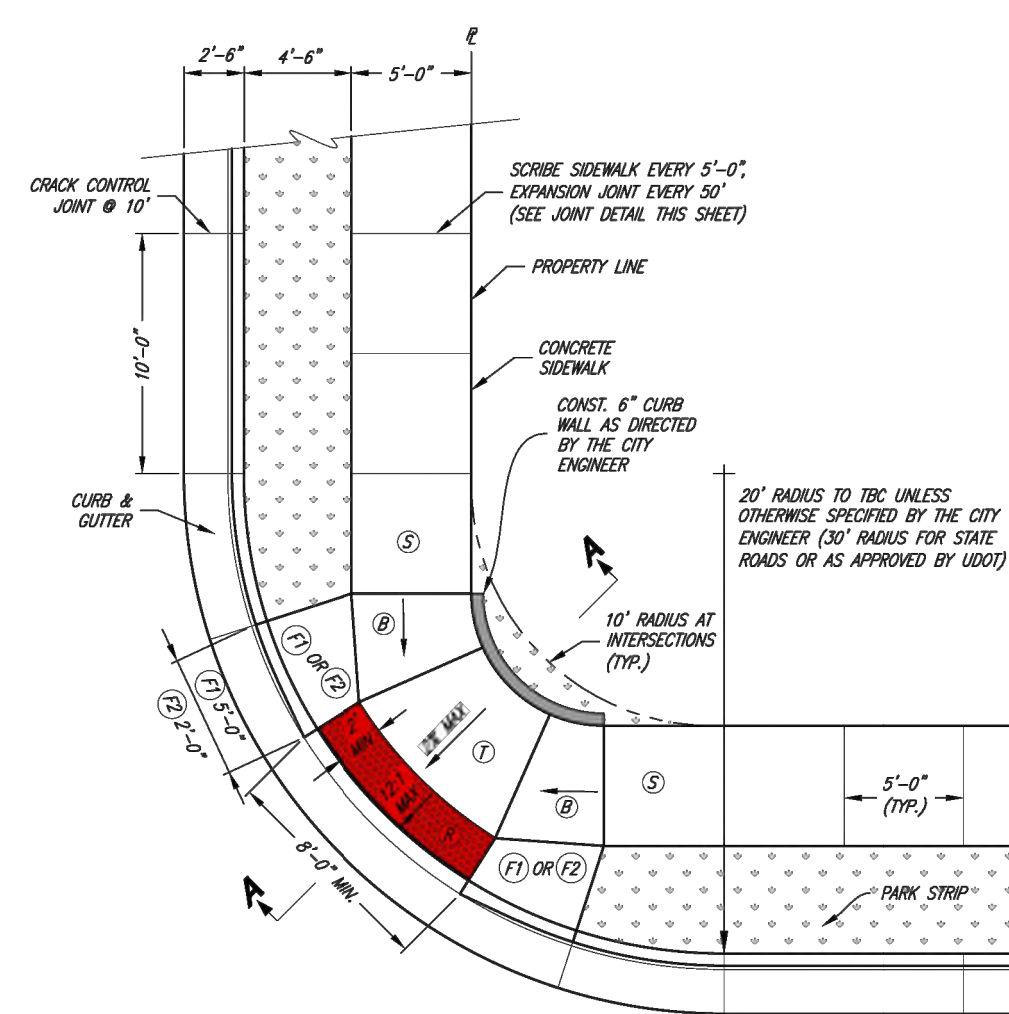 PL
2'-6"
4'-6"
5'-0"
CRACK CONTROL
JOINT @ 10'
SCRIBE SIDEWALK EVERY 5'-0",
EXPANSION JOINT EVERY 50'
(SEE JOINT DETAIL THIS SHEET)
PROPERTY LINE
10'-0"
CONCRETE
SIDEWALK
CONST. 6" CURB
WALL AS DIRECTED
BY THE CITY
ENGINEER
CURB &
GUTTER
20' RADIUS TO TBC UNLESS
OTHERWISE SPECIFIED BY THE CITY
ENGINEER (30' RADIUS FOR STATE
ROADS OR AS APPROVED BY UDOT)
S
A
B
10' RADIUS AT
INTERSECTIONS
(TYP.)
F1 OR F2
F1 5'-0"
F2 2'-0"
2'
MIN.
MAX
T
12:1
MAX
R
B
S
5'-0"
(TYP.)
8'-0" MIN.
F1 OR F2
A
PARK STRIP